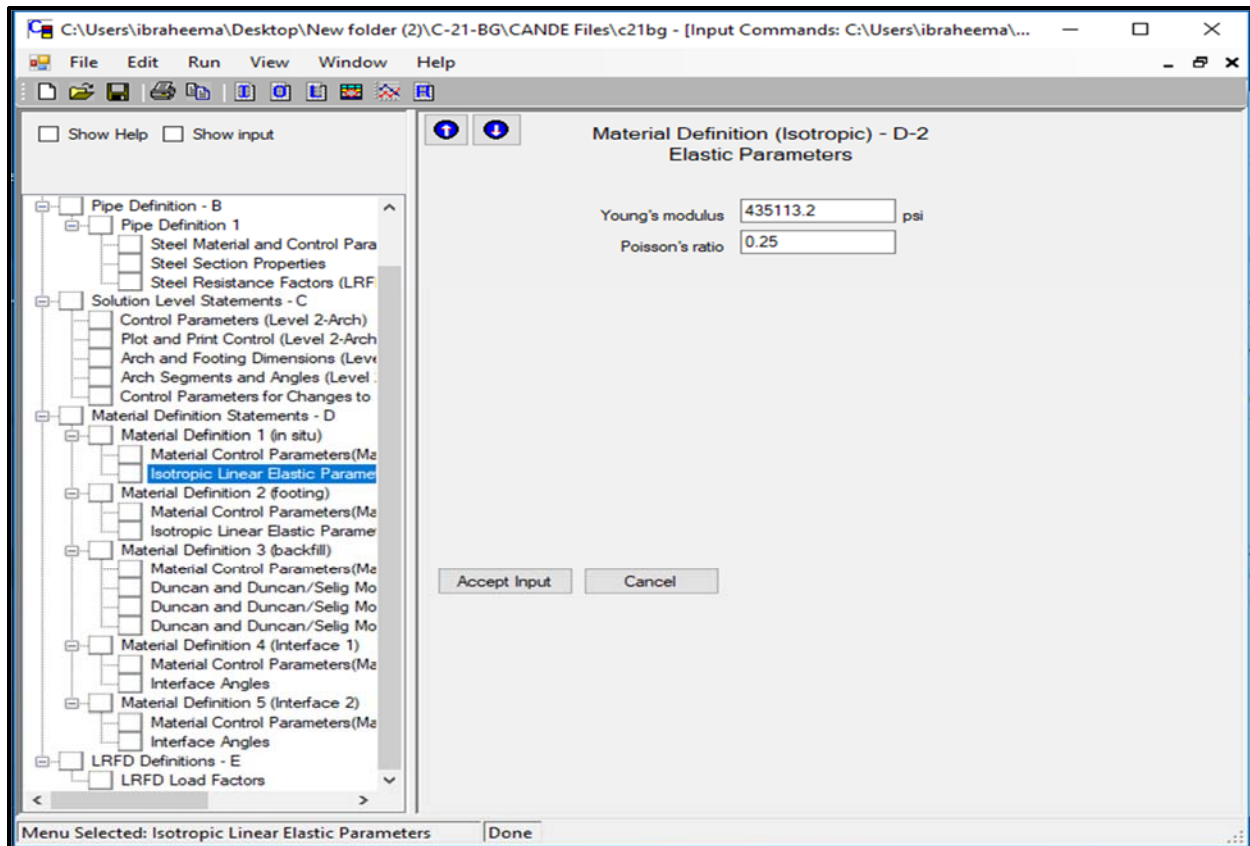 C:\Users\ibraheema\Desktop\New folder (2)\C-21-BG\CANDE Files\c21bg - [Input Commands: C:\Users\ibraheema\...
File Edit Run View Window Help
Show Help Show input
Material Definition (Isotropic) - D-2
Elastic Parameters
Young's modulus 435113.2 psi
Poisson's ratio 0.25
Pipe Definition - B
Pipe Definition 1
Steel Material and Control Para
Steel Section Properties
Steel Resistance Factors (LRF
Solution Level Statements - C
Control Parameters (Level 2-Arch)
Plot and Print Control (Level 2-Arch
Arch and Footing Dimensions (Leve
Arch Segments and Angles (Level
Control Parameters for Changes to
Material Definition Statements - D
Material Definition 1 (in situ)
Material Control Parameters(Ma
Isotropic Linear Elastic Parame
Material Definition 2 (footing)
Material Control Parameters(Ma
Isotropic Linear Elastic Parame
Material Definition 3 (backfill)
Material Control Parameters(Ma
Duncan and Duncan/Selig Mo
Duncan and Duncan/Selig Mo
Duncan and Duncan/Selig Mo
Material Definition 4 (Interface 1)
Material Control Parameters(Ma
Interface Angles
Material Definition 5 (Interface 2)
Material Control Parameters(Ma
Interface Angles
LRFD Definitions - E
LRFD Load Factors
Accept Input Cancel
Menu Selected: Isotropic Linear Elastic Parameters Done